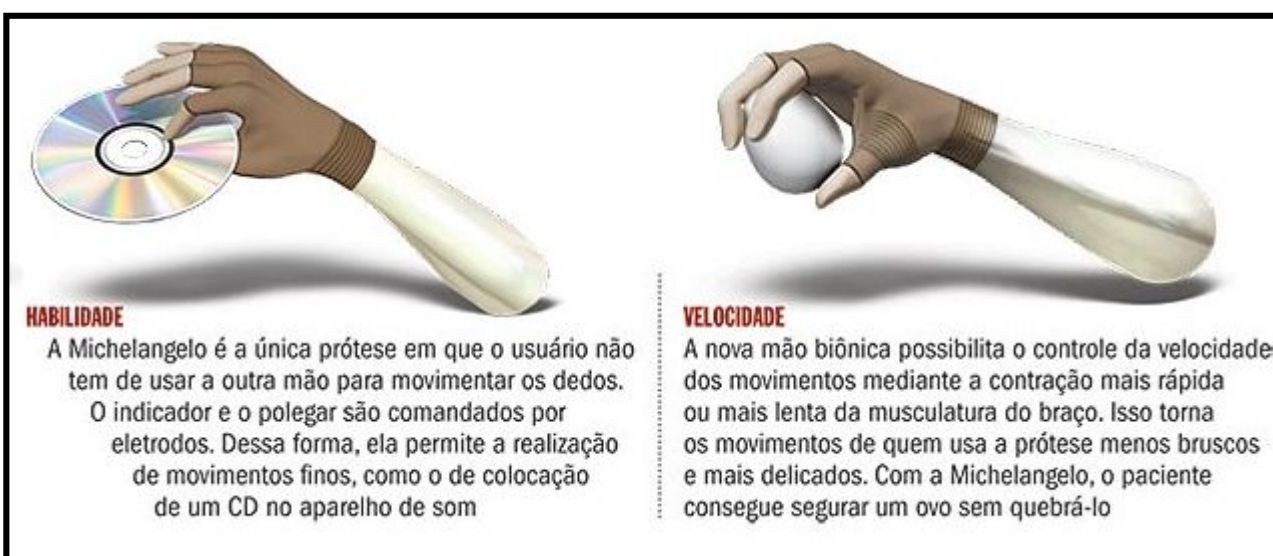 HABILIDADE
A Michelangelo é a única prótese em que o usuário não
tem de usar a outra mão para movimentar os dedos.
O indicador e o polegar são comandados por
eletrodos. Dessa forma, ela permite a realização
de movimentos finos, como o de colocação
de um CD no aparelho de som
VELOCIDADE
A nova mão biônica possibilita o controle da velocidade
dos movimentos mediante a contração mais rápida
ou mais lenta da musculatura do braço. Isso torna
os movimentos de quem usa a prótese menos bruscos
e mais delicados. Com a Michelangelo, o paciente
consegue segurar um ovo sem quebrá-lo